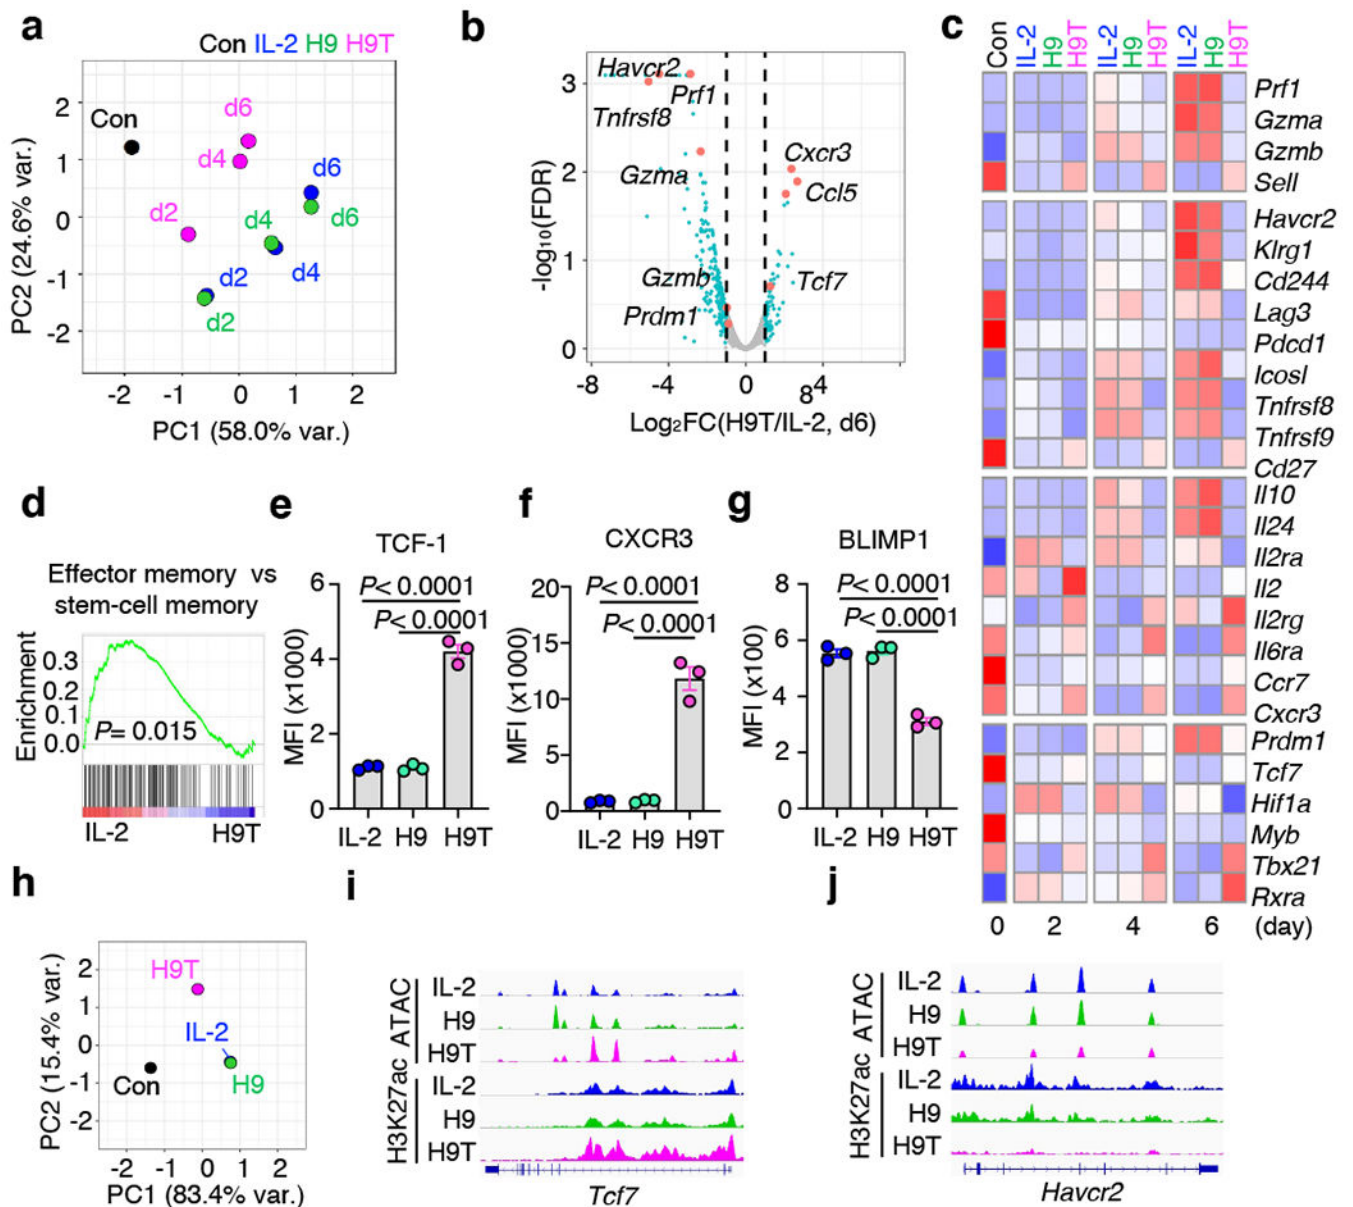 a
Con IL-2 H9 H9T
PC2 (24.6% var.)
2
1
0
-1
-2
Con
d6
d4
d2
d6
d6
d4
d4
d2
d2
-2
-1
0
1
2
PC1 (58.0% var.)
b
-log10(FDR)
3
2
1
0
Havcr2
Prf1
Tnfrsf8
Gzma
Gzmb
Prdm1
Cxcr3
Ccl5
Tcf7
-8
-4
0
8
4
Log2FC(H9T/IL-2, d6)
c
Con
IL-2
H9
H9T
IL-2
H9
H9T
IL-2
H9
H9T
Prf1
Gzma
Gzmb
Sell
Havcr2
Klrg1
Cd244
Lag3
Pdcd1
Icosl
Tnfrsf8
Tnfrsf9
Cd27
Il10
Il24
Il2ra
Il2
Il2rg
Il6ra
Ccr7
Cxcr3
Prdm1
Tcf7
Hif1a
Myb
Tbx21
Rxra
0 2 4 6 (day)
d
Effector memory vs
stem-cell memory
Enrichment
0.3
0.2
0.1
0.0
P= 0.015
IL-2 H9T
e
TCF-1
P< 0.0001
P< 0.0001
MFI (x1000)
6
4
2
0
IL-2 H9 H9T
f
CXCR3
P< 0.0001
P< 0.0001
MFI (x1000)
20
15
10
5
0
IL-2 H9 H9T
g
BLIMP1
P< 0.0001
P< 0.0001
MFI (x100)
8
6
4
2
0
IL-2 H9 H9T
h
PC2 (15.4% var.)
2
1
0
-1
-2
H9T
IL-2
Con
H9
-2 -1 0 1 2
PC1 (83.4% var.)
i
ATAC
IL-2
H9
H9T
H3K27ac
IL-2
H9
H9T
Tcf7
j
ATAC
IL-2
H9
H9T
H3K27ac
IL-2
H9
H9T
Havcr2